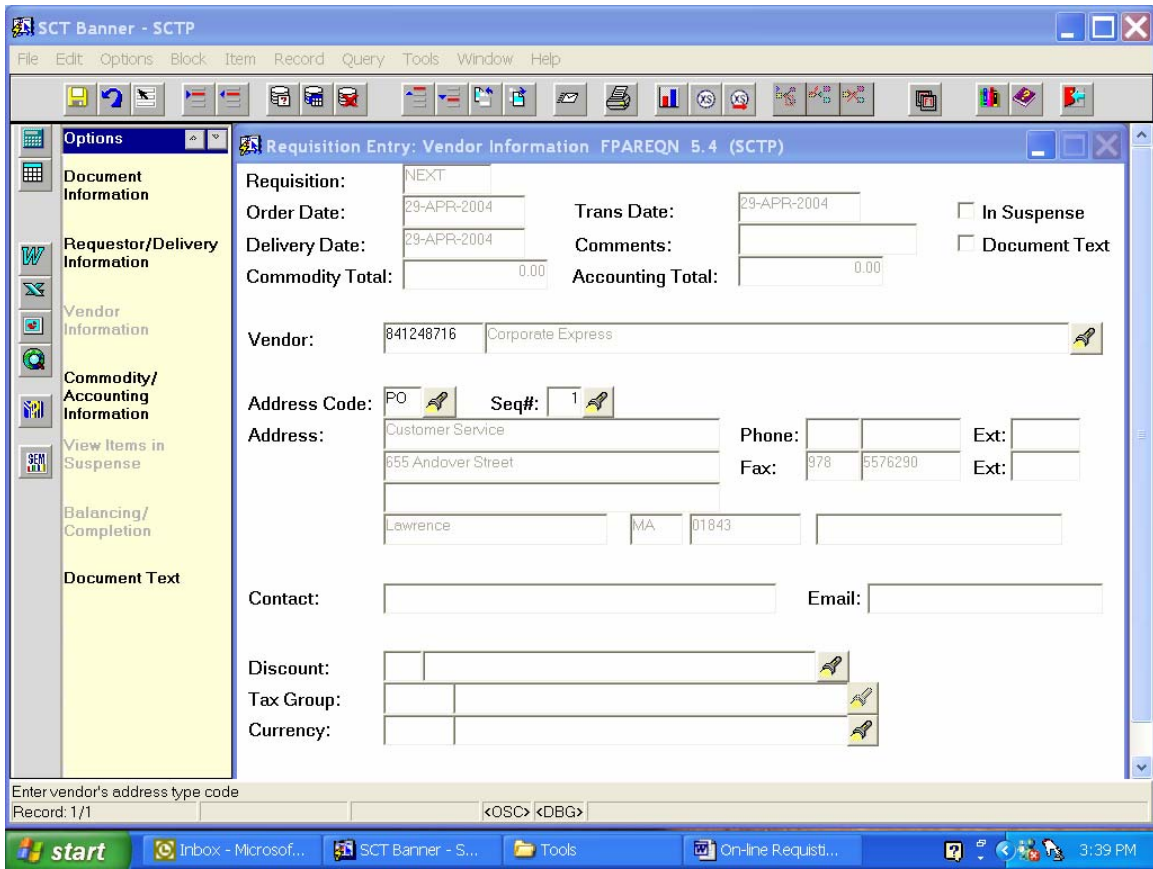 SCT Banner - SCTP
File Edit Options Block Item Record Query Tools Window Help
XS XS
Options
Requisition Entry: Vendor Information FPAREQN 5.4 (SCTP)
Document
Information
Requestor/Delivery
Information
Vendor
Information
Commodity/
Accounting
Information
View Items in
Suspense
Balancing/
Completion
Document Text
SEM
Requisition: NEXT
Order Date: 29-APR-2004 Trans Date: 29-APR-2004 In Suspense
Delivery Date: 29-APR-2004 Comments: Document Text
Commodity Total: 0.00 Accounting Total: 0.00
Vendor: 841248716 Corporate Express
Address Code: PO Seq#: 1
Address: Customer Service Phone: Ext:
655 Andover Street Fax: 978 5576290 Ext:
Lawrence MA 01843
Contact: Email:
Discount:
Tax Group:
Currency:
Enter vendor's address type code
Record: 1/1 <OSC> <DBG>
start Inbox - Microsof... SCT Banner - S... Tools On-line Requisti... 3:39 PM